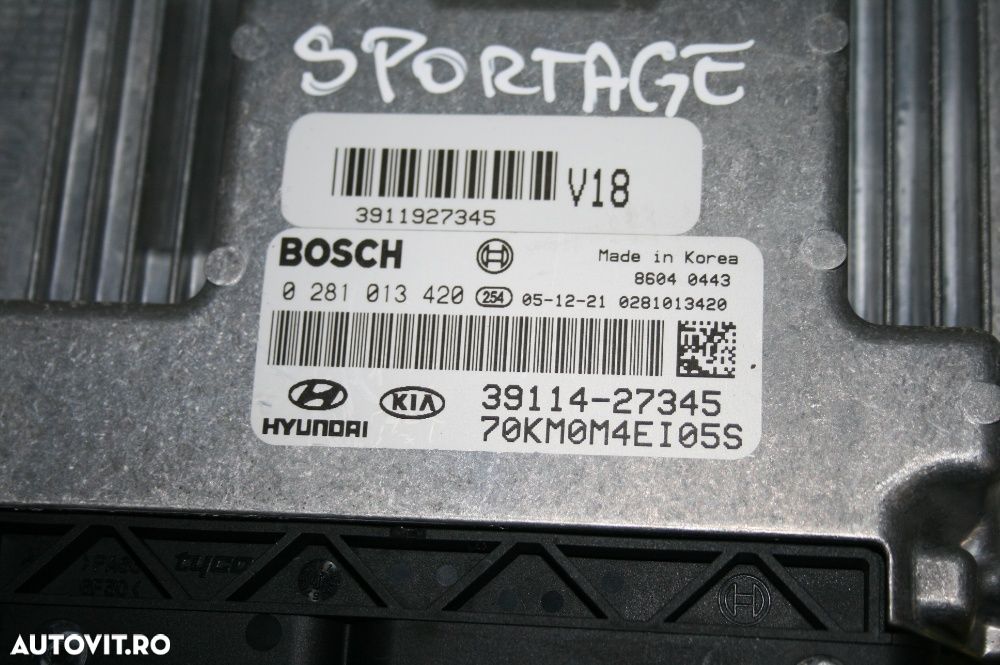 SPORTAGE
V18
3911927345
BOSCH
Made in Korea
8604 0443
0 281 013 420 254 05-12-21 0281013420
HYUNDAI KIA 39114-27345
70KM0M4EI05S
tyco
AUTOVIT.RO